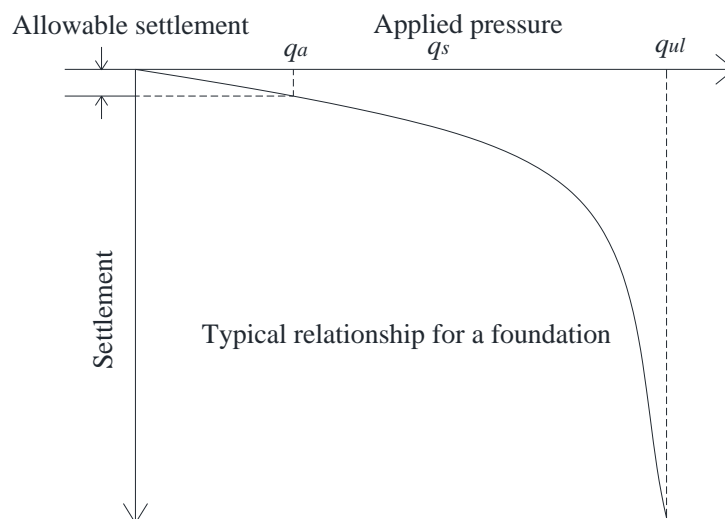 Allowable settlement
Applied pressure
qa
qs
qul
Settlement
Typical relationship for a foundation